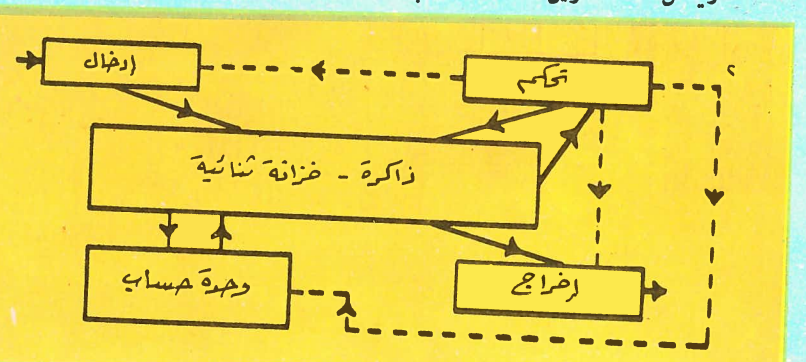 إدخال
تحكم
ذاكرة - خزانة ثنائية
وحدة حساب
إخراج